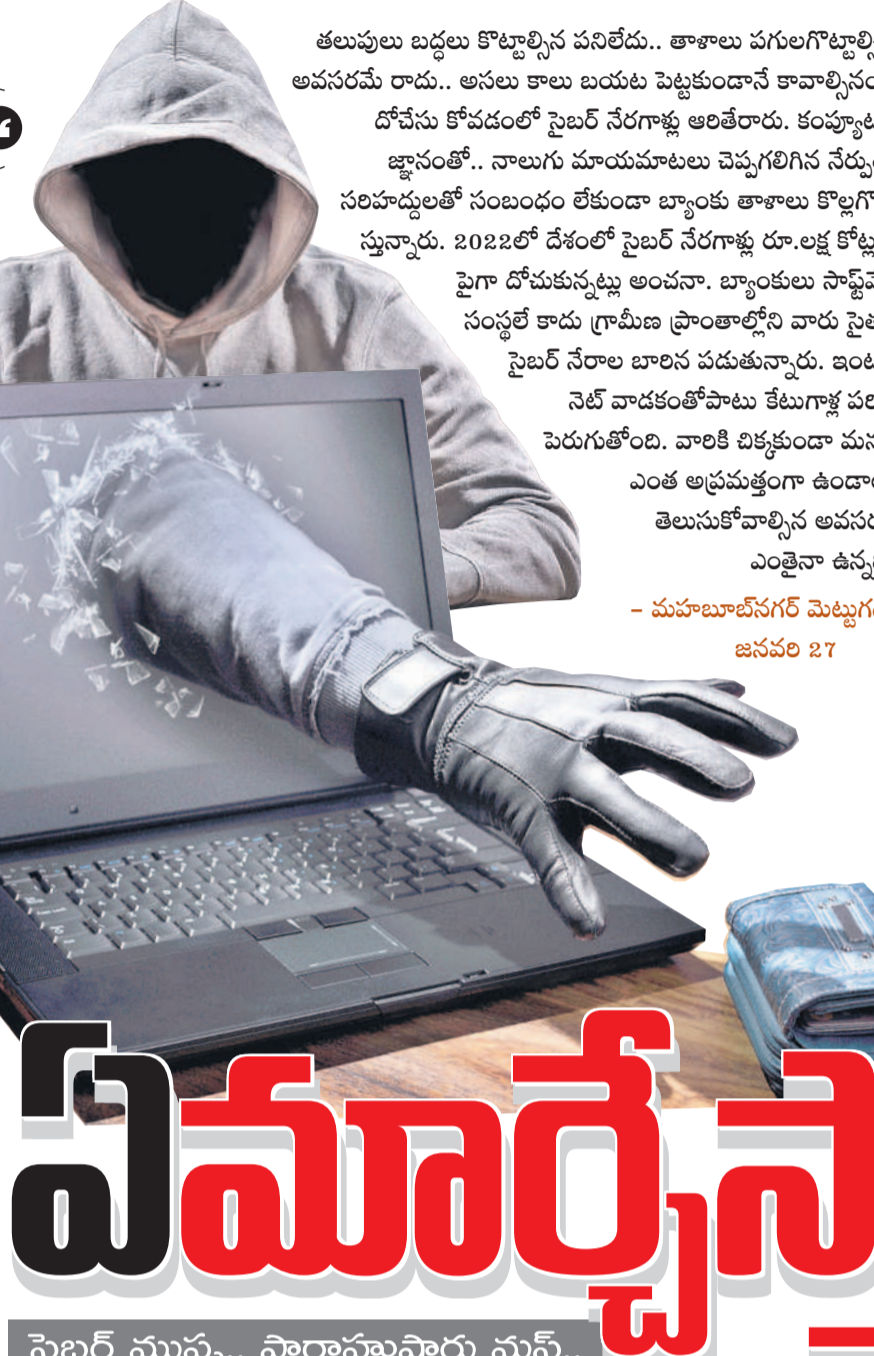 తలుపులు బద్దలు కొట్టాల్సిన పనిలేదు.. తాళాలు పగులగొట్టాల్సి
అవసరమే రాదు.. అసలు కాలు బయట పెట్టకుండానే కావాల్సినం
దోచేసు కోవడంలో సైబర్ నేరగాళ్లు ఆరితేరారు. కంప్యూట
జ్ఞానంతో.. నాలుగు మాయమాటలు చెప్పగలిగిన నేర్పు
సరిహద్దులతో సంబంధం లేకుండా బ్యాంకు తాళాలు కొల్లగొ
స్తున్నారు. 2022లో దేశంలో సైబర్ నేరగాళ్లు రూ.లక్ష కోట్ల
పైగా దోచుకున్నట్లు అంచనా. బ్యాంకులు సాఫ్ట్‌వే
సంస్థలే కాదు గ్రామీణ ప్రాంతాల్లోని వారు సైత
సైబర్ నేరాల బారిన పడుతున్నారు. ఇంట
నెట్ వాడకంతోపాటు కేటుగాళ్ల పరి
పెరుగుతోంది. వారికి చిక్కకుండా మన
ఎంత అప్రమత్తంగా ఉండా
తెలుసుకోవాల్సిన అవసర
ఎంతైనా ఉన్న
– మహబూబ్‌నగర్ మెట్టుగ
జనవరి 27
ఏమార్చేస్తా